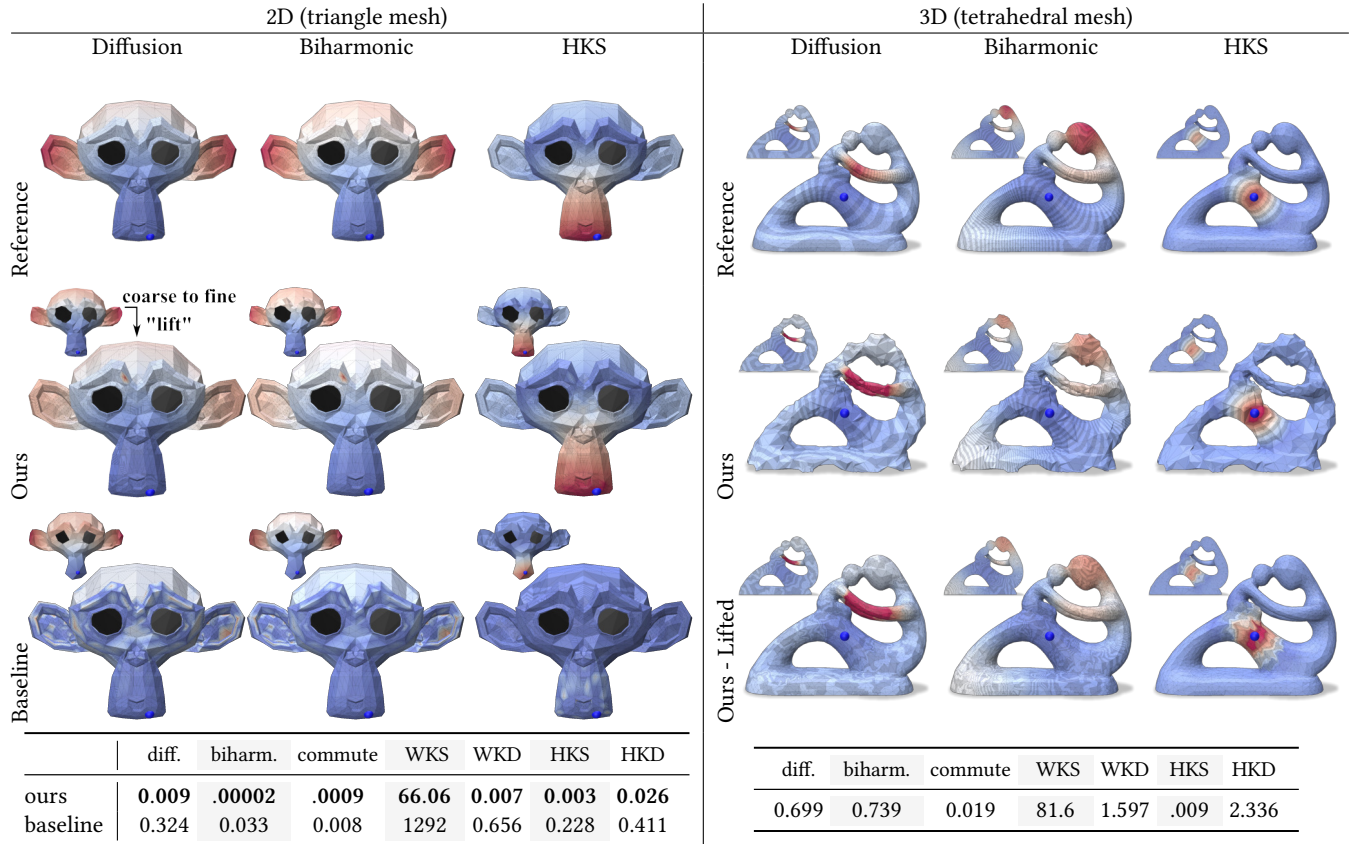 2D (triangle mesh)
Diffusion Biharmonic HKS
Reference
coarse to fine
"lift"
Ours
Baseline
diff. biharm. commute WKS WKD HKS HKD
ours 0.009 .00002 .0009 66.06 0.007 0.003 0.026
baseline 0.324 0.033 0.008 1292 0.656 0.228 0.411
3D (tetrahedral mesh)
Diffusion Biharmonic HKS
Reference
Ours
Ours - Lifted
diff. biharm. commute WKS WKD HKS HKD
0.699 0.739 0.019 81.6 1.597 .009 2.336